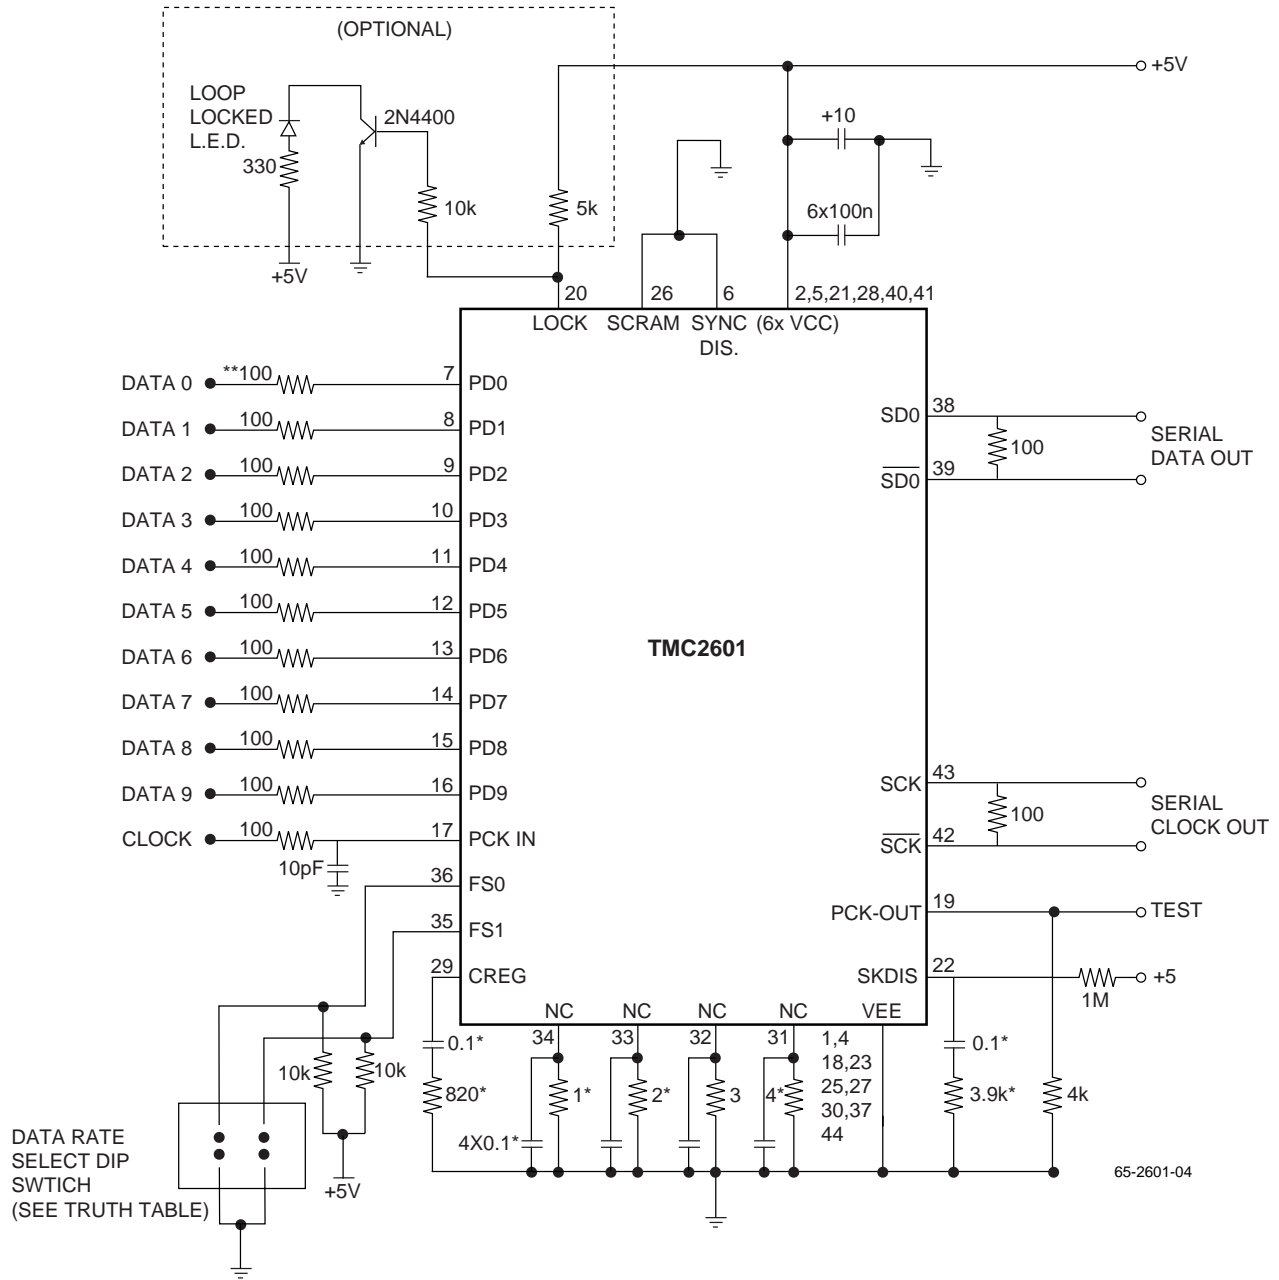 (OPTIONAL)
LOOP
LOCKED
L.E.D.
2N4400
330
10k
5k
+5V
+5V
+10
6x100n
20
26
6
2,5,21,28,40,41
LOCK
SCRAM
SYNC
DIS.
(6x VCC)
DATA 0
**100
7
PD0
DATA 1
100
8
PD1
DATA 2
100
9
PD2
DATA 3
100
10
PD3
DATA 4
100
11
PD4
DATA 5
100
12
PD5
DATA 6
100
13
PD6
DATA 7
100
14
PD7
DATA 8
100
15
PD8
DATA 9
100
16
PD9
CLOCK
100
17
PCK IN
10pF
36
FS0
35
FS1
29
CREG
TMC2601
SD0
38
100
SERIAL
DATA OUT
SD0
39
SCK
43
100
SERIAL
CLOCK OUT
SCK
42
PCK-OUT
19
TEST
SKDIS
22
1M
+5
NC
NC
NC
NC
VEE
34
33
32
31
1,4
18,23
25,27
30,37
44
0.1*
820*
4X0.1*
1*
2*
3
4*
0.1*
3.9k*
4k
10k
10k
+5V
DATA RATE
SELECT DIP
SWTICH
(SEE TRUTH TABLE)
65-2601-04